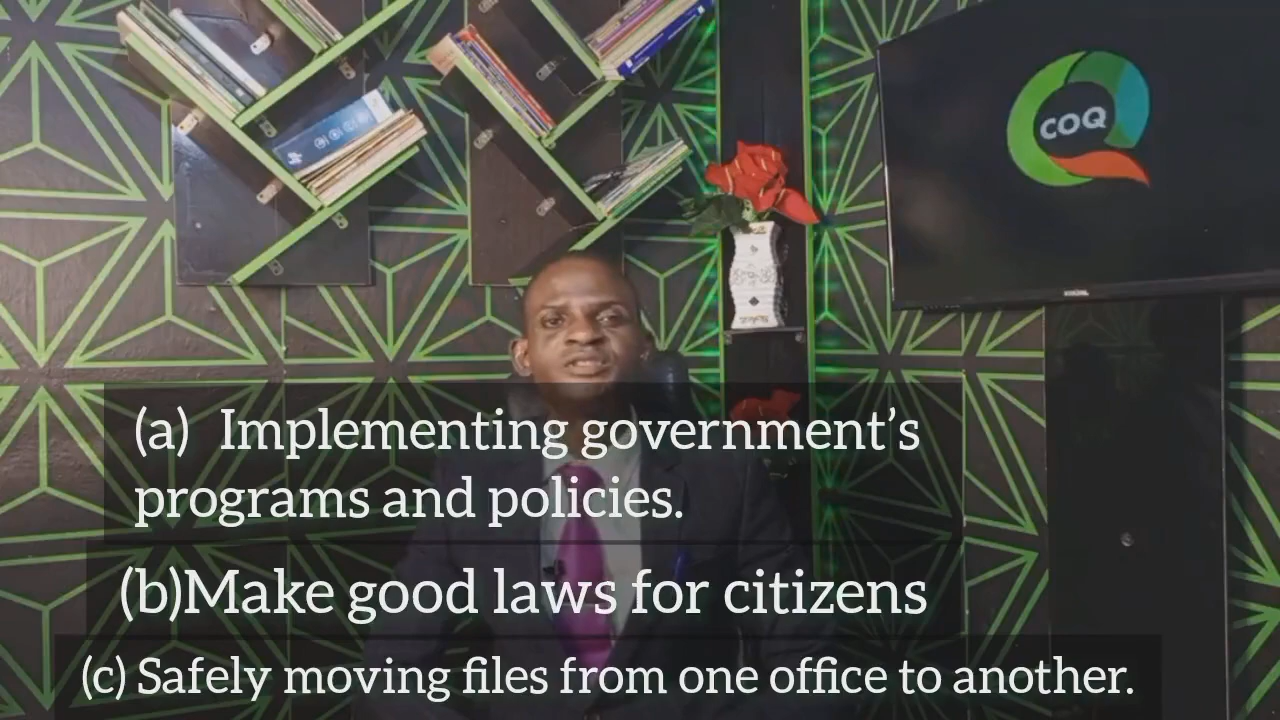 COQ
(a) Implementing government’s
programs and policies.
(b)Make good laws for citizens
(c) Safely moving files from one office to another.